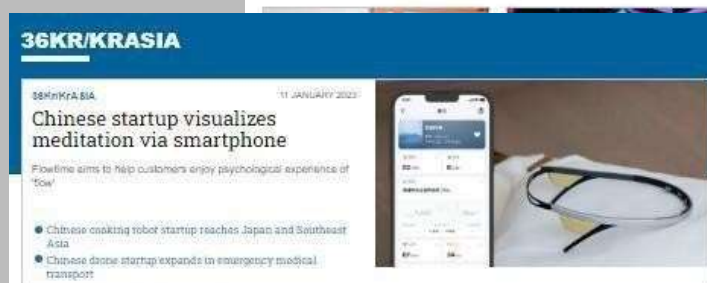 36KR/KRASIA
36Kr/KrASIA
11 JANUARY 2023
Chinese startup visualizes
meditation via smartphone
Flowtime aims to help customers enjoy psychological experience of
'flow'
● Chinese cooking robot startup reaches Japan and Southeast
Asia
● Chinese drone startup expands in emergency medical
transport